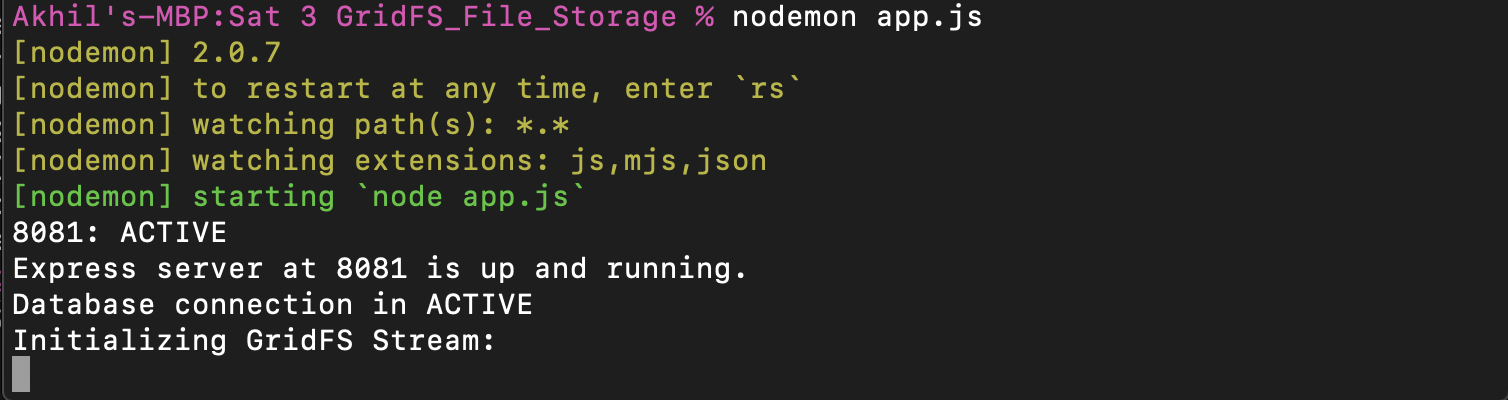 Akhil's-MBP:Sat 3 GridFS_File_Storage % nodemon app.js
[nodemon] 2.0.7
[nodemon] to restart at any time, enter `rs`
[nodemon] watching path(s): *.*
[nodemon] watching extensions: js,mjs,json
[nodemon] starting `node app.js`
8081: ACTIVE
Express server at 8081 is up and running.
Database connection in ACTIVE
Initializing GridFS Stream: